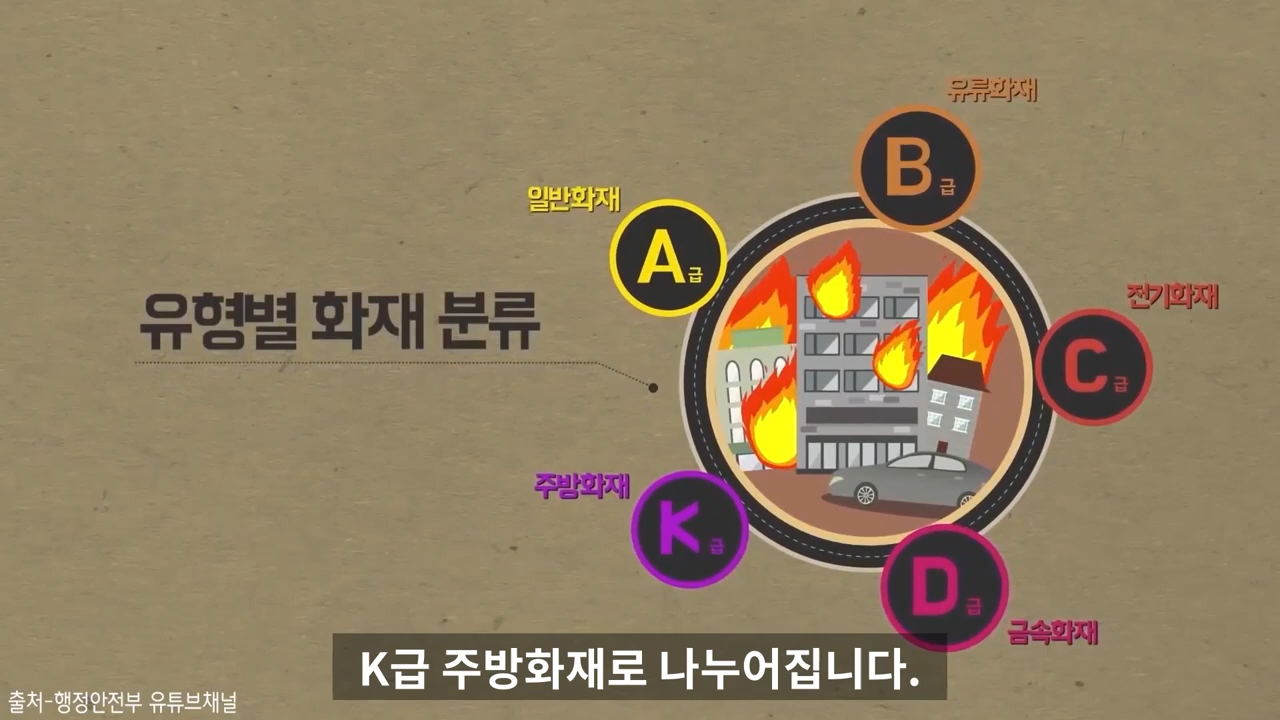 유류화재
B급
일반화재
A급
전기화재
C급
유형별 화재 분류
주방화재
K급
D급
금속화재
K급 주방화재로 나누어집니다.
출처-행정안전부 유튜브채널